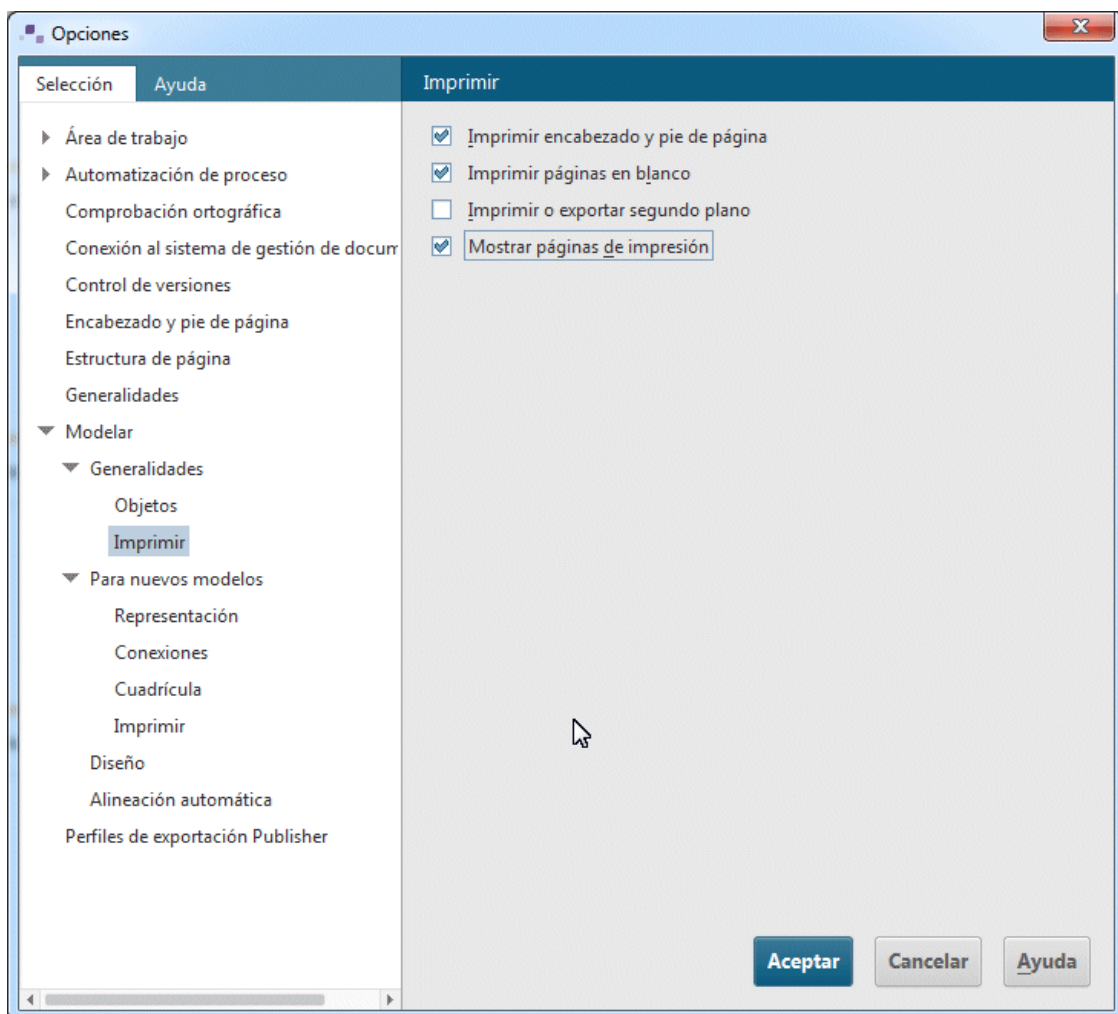 Opciones
Selección
Ayuda
Imprimir
Área de trabajo
Automatización de proceso
Comprobación ortográfica
Conexión al sistema de gestión de docum
Control de versiones
Encabezado y pie de página
Estructura de página
Generalidades
Modelar
Generalidades
Objetos
Imprimir
Para nuevos modelos
Representación
Conexiones
Cuadrícula
Imprimir
Diseño
Alineación automática
Perfiles de exportación Publisher
Imprimir encabezado y pie de página
Imprimir páginas en blanco
Imprimir o exportar segundo plano
Mostrar páginas de impresión
Aceptar
Cancelar
Ayuda